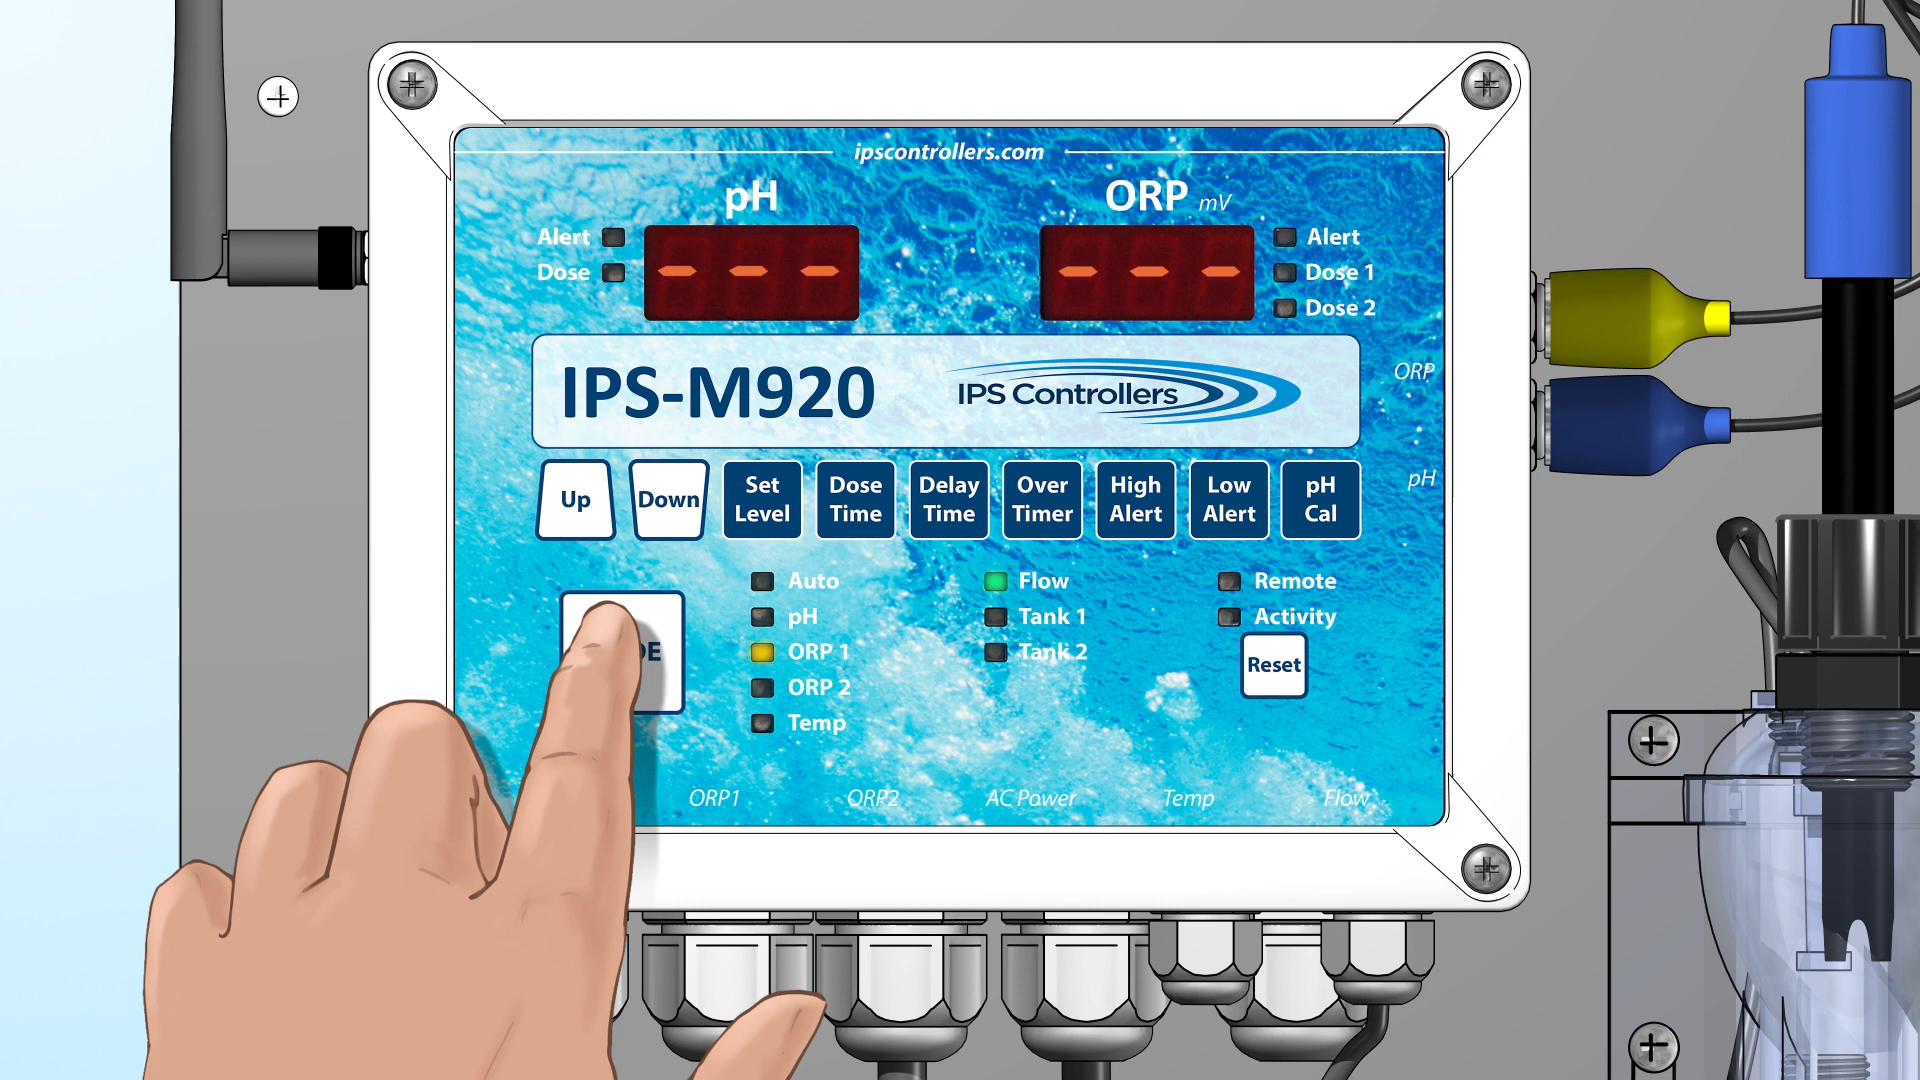 ipscontrollers.com
pH
ORP mV
Alert
Dose
- - -
- - -
Alert
Dose 1
Dose 2
IPS-M920
IPS Controllers
ORP
pH
Up
Down
Set Level
Dose Time
Delay Time
Over Timer
High Alert
Low Alert
pH Cal
DE
Auto
pH
ORP 1
ORP 2
Temp
Flow
Tank 1
Tank 2
Remote
Activity
Reset
ORP1
ORP2
AC Power
Temp
Flow